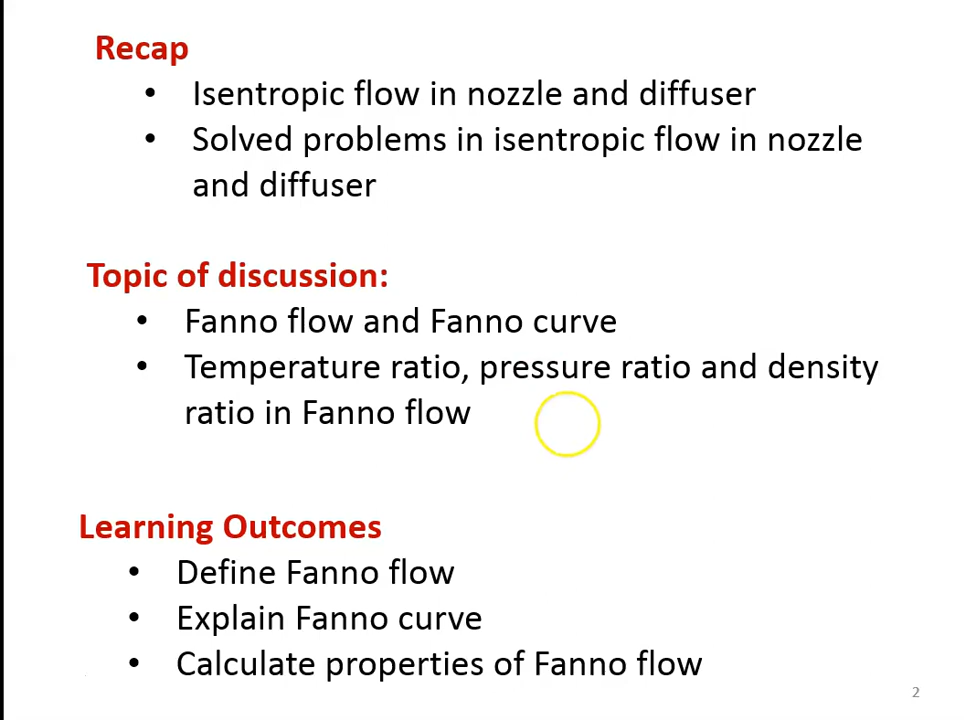 Recap
• Isentropic flow in nozzle and diffuser
• Solved problems in isentropic flow in nozzle
and diffuser
Topic of discussion:
• Fanno flow and Fanno curve
• Temperature ratio, pressure ratio and density
ratio in Fanno flow
Learning Outcomes
• Define Fanno flow
• Explain Fanno curve
• Calculate properties of Fanno flow
2